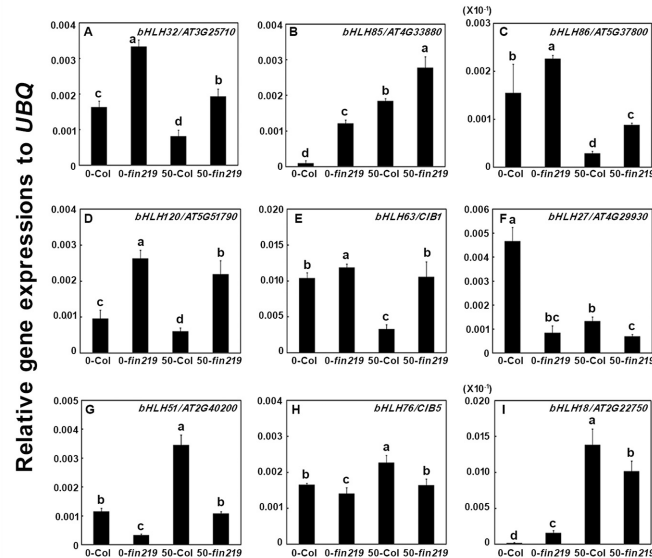 Relative gene expressions to UBQ
A bHLH32/AT3G25710
0.004
0.003
0.002
0.001
0
c
a
d
b
0-Col 0-fin219 50-Col 50-fin219
B bHLH85/AT4G33880
0.004
0.003
0.002
0.001
0
d
c
b
a
0-Col 0-fin219 50-Col 50-fin219
(X10⁻¹)
C bHLH86/AT5G37800
0.003
0.002
0.001
0
b
a
d
c
0-Col 0-fin219 50-Col 50-fin219
D bHLH120/AT5G51790
0.004
0.003
0.002
0.001
0
c
a
d
b
0-Col 0-fin219 50-Col 50-fin219
E bHLH63/CIB1
0.020
0.015
0.010
0.005
0
b
a
c
b
0-Col 0-fin219 50-Col 50-fin219
F bHLH27/AT4G29930
0.006
0.005
0.004
0.003
0.002
0.001
0
a
bc
b
c
0-Col 0-fin219 50-Col 50-fin219
G bHLH51/AT2G40200
0.005
0.004
0.003
0.002
0.001
0
b
c
a
b
0-Col 0-fin219 50-Col 50-fin219
H bHLH76/CIB5
0.004
0.003
0.002
0.001
0
b
c
a
b
0-Col 0-fin219 50-Col 50-fin219
I bHLH18/AT2G22750
0.020
0.015
0.010
0.005
0
d
c
a
b
0-Col 0-fin219 50-Col 50-fin219